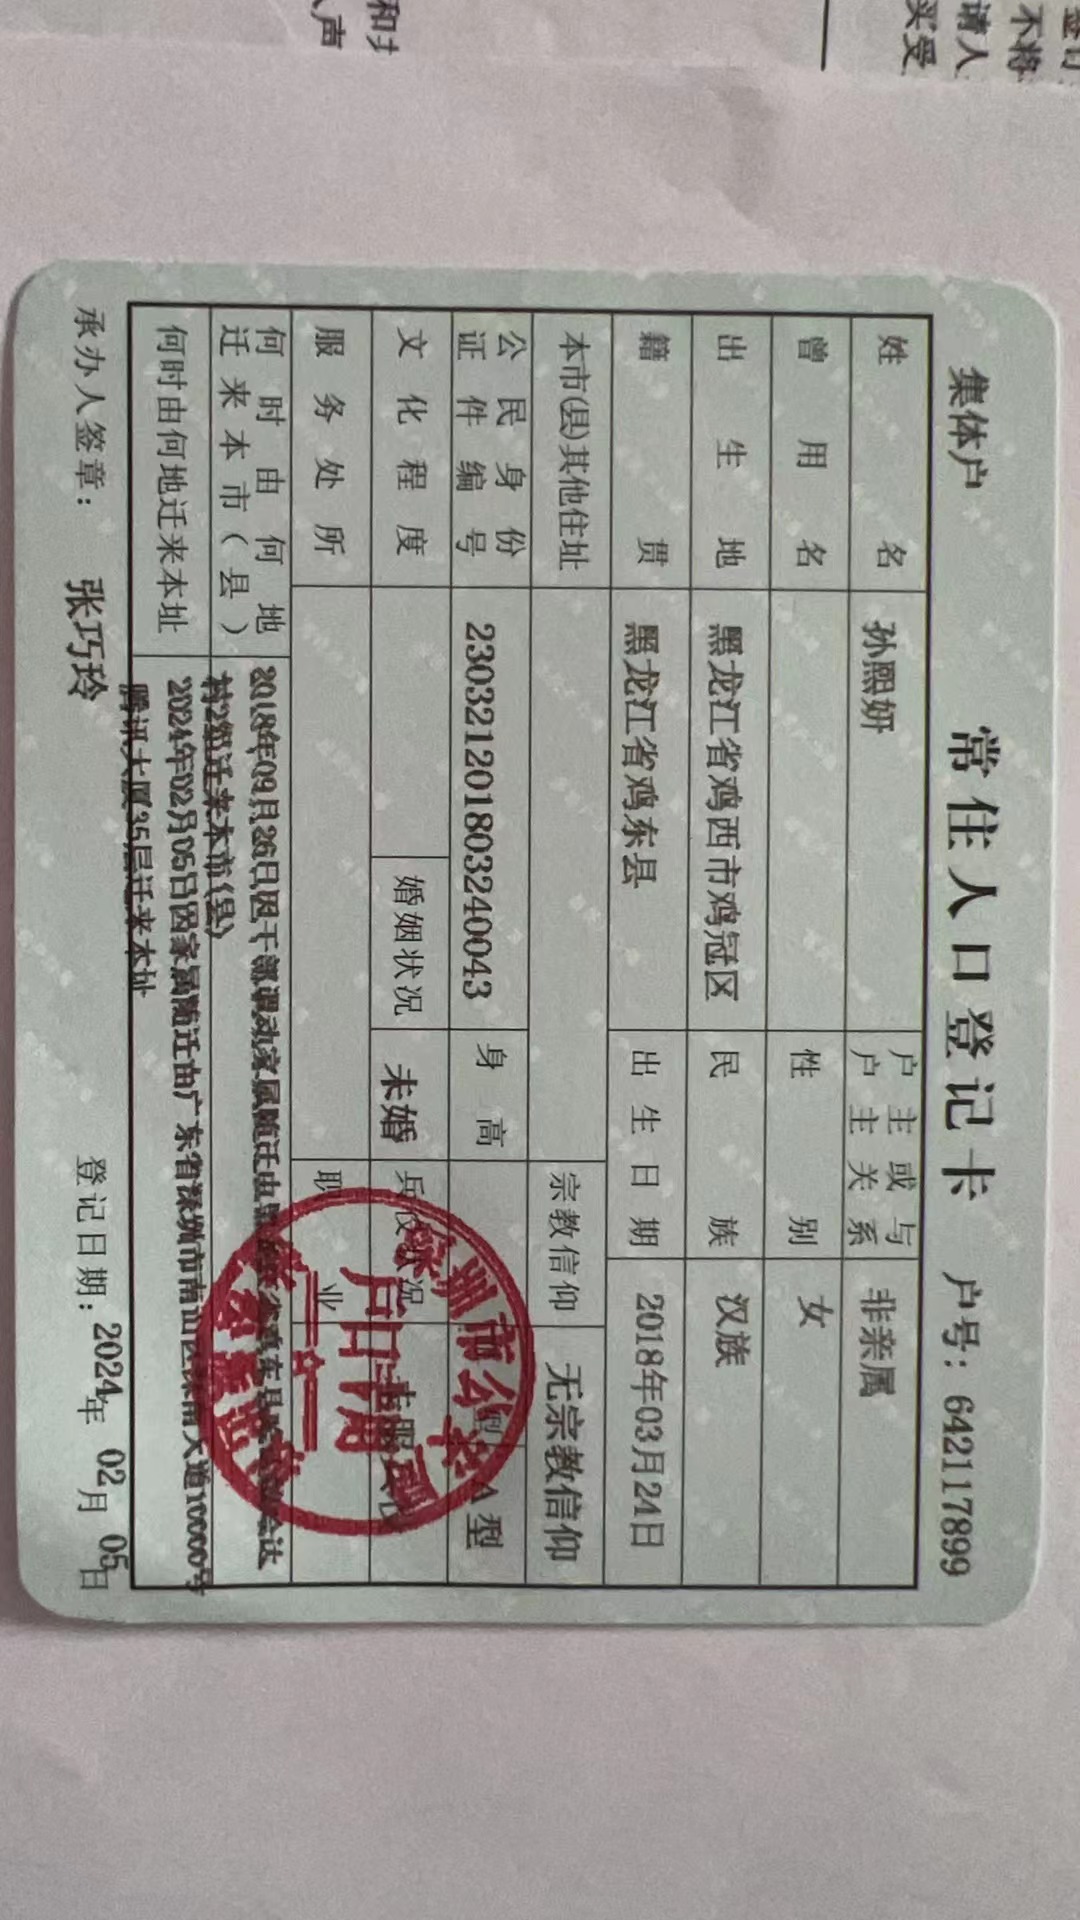 和
声
签订
不将
请人
买受
集体户 常住人口登记卡 户号：642117899
姓名 孙熙妍 户主或与户主关系 非亲属
曾用名 性别 女
出生地 黑龙江省鸡西市鸡冠区 民族 汉族
籍贯 黑龙江省鸡东县 出生日期 2018年03月24日
本市(县)其他住址 宗教信仰 无宗教信仰
公民身份证件编号 230321201803240043 身高 型 A型
文化程度 婚姻状况 未婚 兵役状况
服务处所 职业
何时由何地迁来本市(县) 2018年09月26日因干部调动家属随迁由
村2组迁来本市(县)
何时由何地迁来本址 2024年02月05日因家属随迁由广东省深圳市南山区深南大道10000号
腾讯大厦35层迁来本址
深圳市公安局
户口专用
承办人签章： 张巧玲 登记日期：2024年02月05日